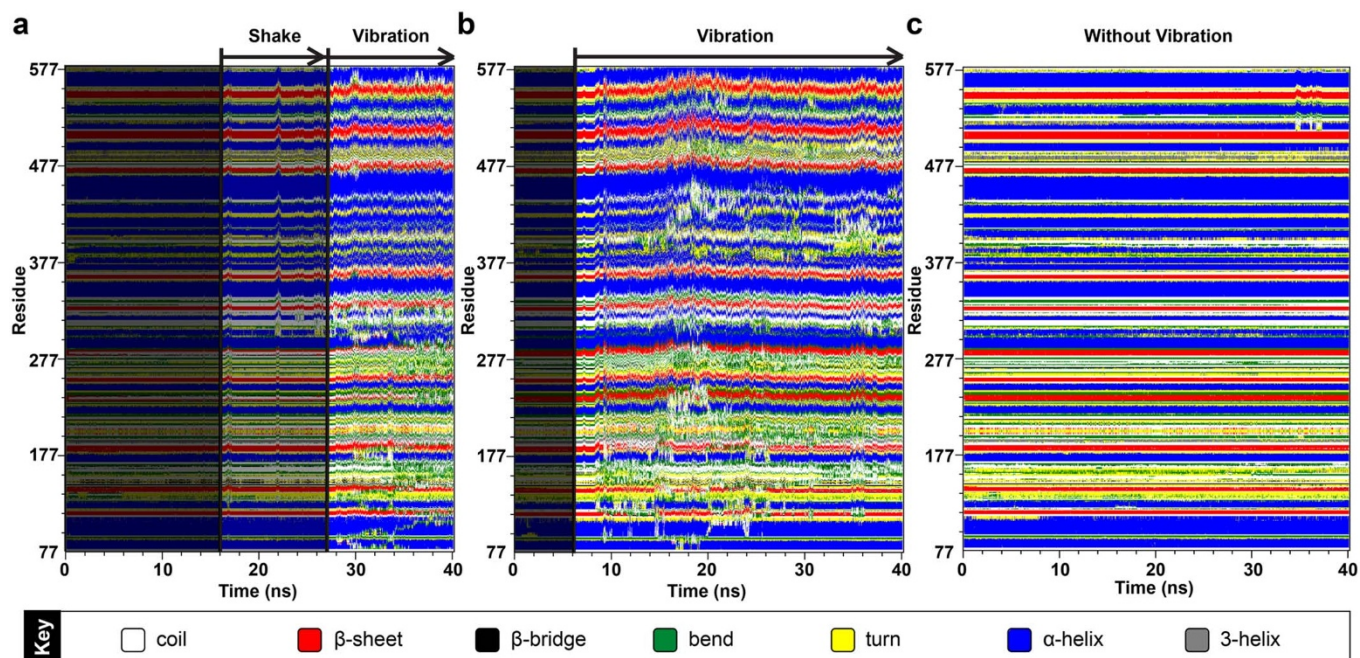 a
Shake
Vibration
577
477
377
277
177
77
Residue
0
10
20
30
40
Time (ns)
b
Vibration
577
477
377
277
177
77
Residue
0
10
20
30
40
Time (ns)
c
Without Vibration
577
477
377
277
177
77
Residue
0
10
20
30
40
Time (ns)
Key
coil
β-sheet
β-bridge
bend
turn
α-helix
3-helix